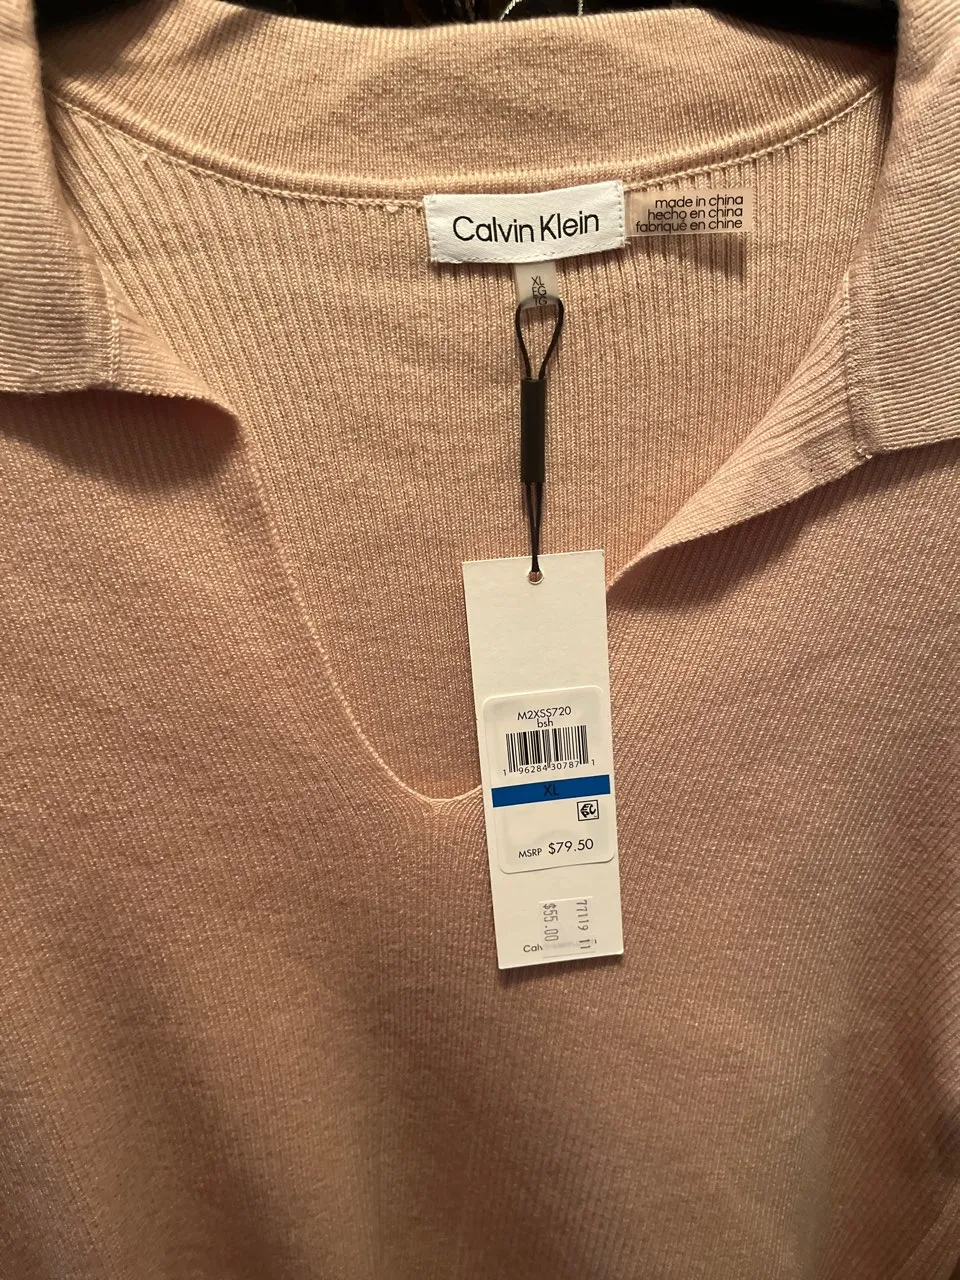 Calvin Klein
made in china
hecho en china
fabriqué en chine
XL
EG
TG
M2XSS720
bsh
1 96284 30787 1
XL
MSRP $79.50
77119 11
$55.00
Calv